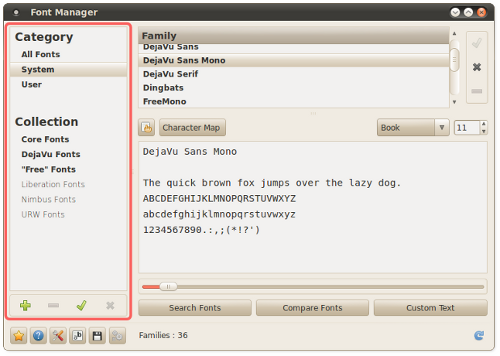 Font Manager
Category
All Fonts
System
User
Collection
Core Fonts
DejaVu Fonts
"Free" Fonts
Liberation Fonts
Nimbus Fonts
URW Fonts
Family
DejaVu Sans
DejaVu Sans Mono
DejaVu Serif
Dingbats
FreeMono
Character Map
Book
11
DejaVu Sans Mono
The quick brown fox jumps over the lazy dog.
ABCDEFGHIJKLMNOPQRSTUVWXYZ
abcdefghijklmnopqrstuvwxyz
1234567890.:,;(*!?')
Search Fonts
Compare Fonts
Custom Text
Families : 36